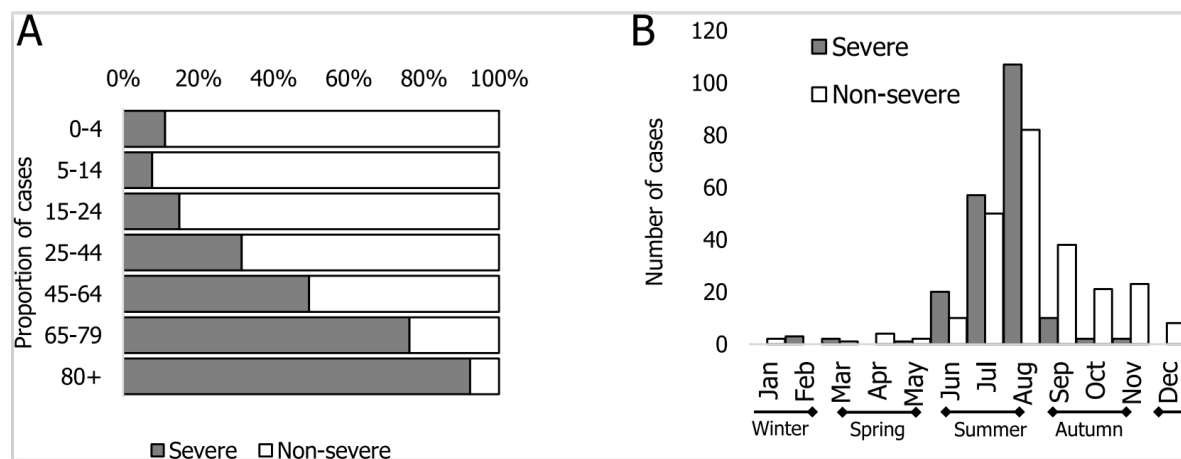 A
0% 20% 40% 60% 80% 100%
Proportion of cases
0-4
5-14
15-24
25-44
45-64
65-79
80+
Severe Non-severe
B
Number of cases
120
100
80
60
40
20
0
Severe
Non-severe
Jan Feb Mar Apr May Jun Jul Aug Sep Oct Nov Dec
Winter Spring Summer Autumn